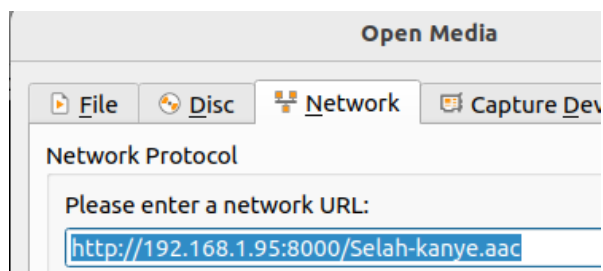 Open Media
File Disc Network Capture Dev
Network Protocol
Please enter a network URL:
http://192.168.1.95:8000/Selah-kanye.aac